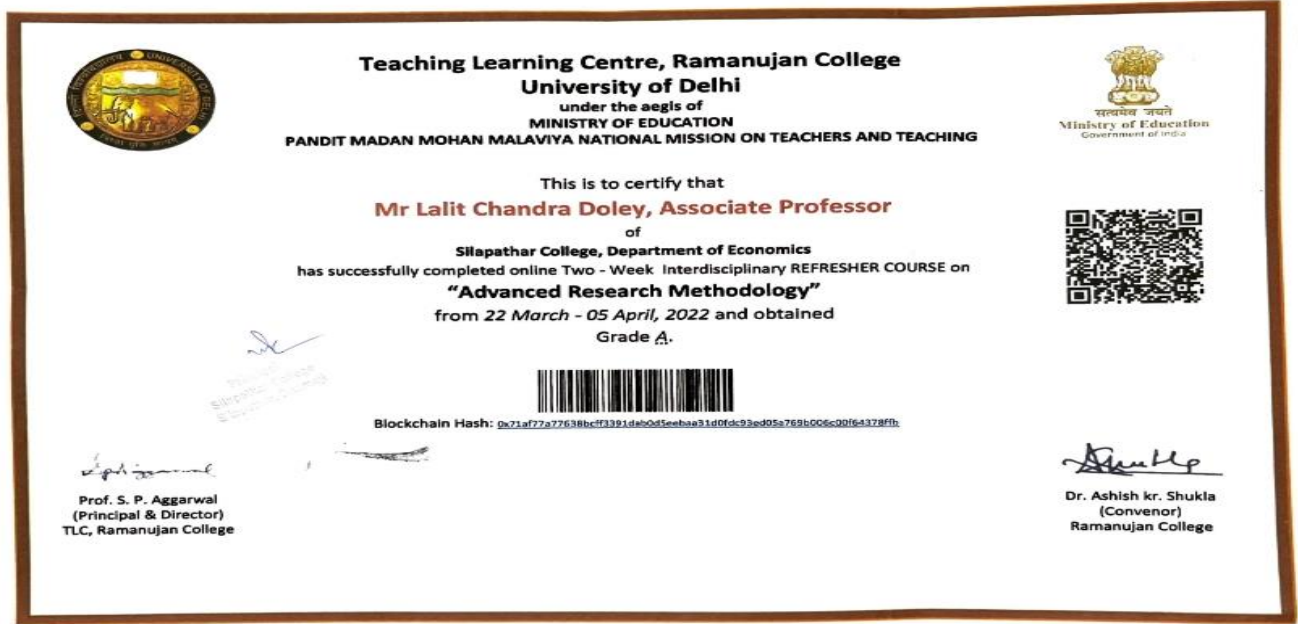 Teaching Learning Centre, Ramanujan College
University of Delhi
under the aegis of
MINISTRY OF EDUCATION
PANDIT MADAN MOHAN MALAVIYA NATIONAL MISSION ON TEACHERS AND TEACHING
सत्यमेव जयते
Ministry of Education
Government of India
This is to certify that
Mr Lalit Chandra Doley, Associate Professor
of
Silapathar College, Department of Economics
has successfully completed online Two - Week Interdisciplinary REFRESHER COURSE on
“Advanced Research Methodology”
from 22 March - 05 April, 2022 and obtained
Grade A.
Silapathar College
Blockchain Hash:
Prof. S. P. Aggarwal
(Principal & Director)
TLC, Ramanujan College
Dr. Ashish kr. Shukla
(Convenor)
Ramanujan College